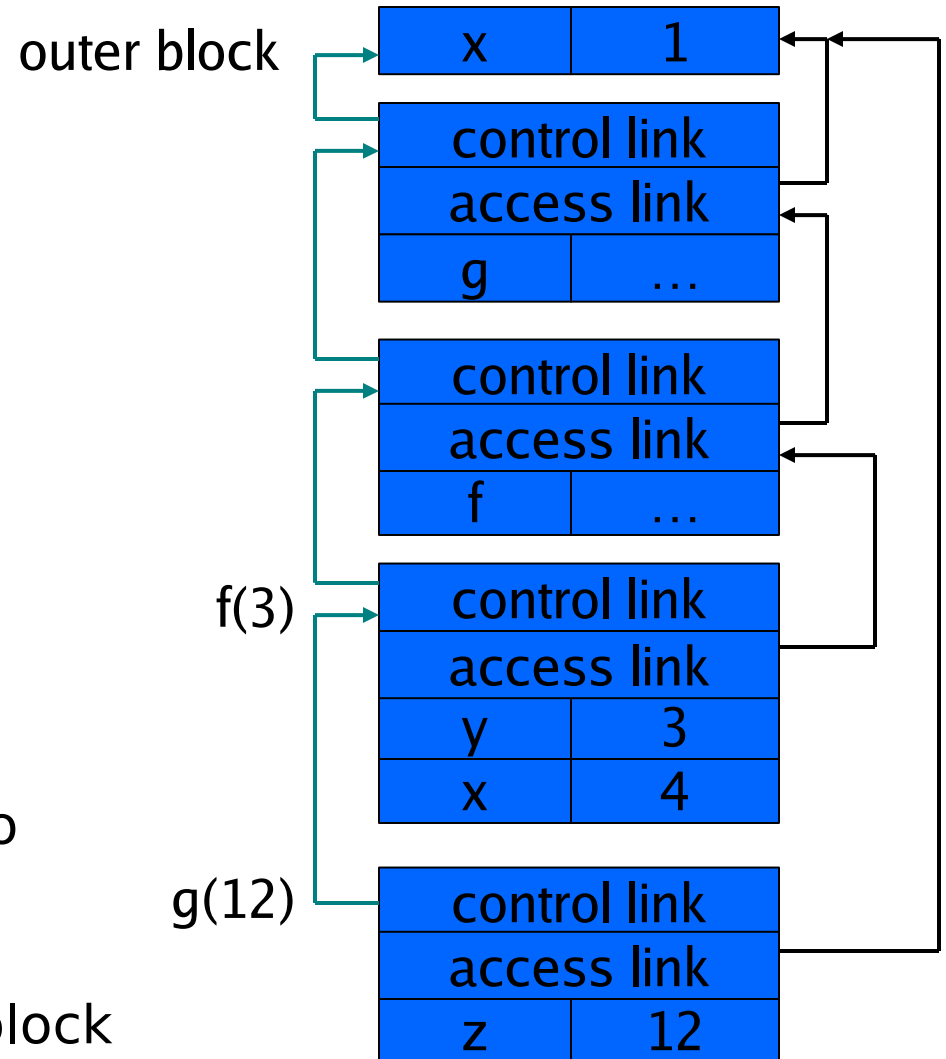 outer block
x 1
control link
access link
g ...
control link
access link
f ...
f(3)
control link
access link
y 3
x 4
g(12)
control link
access link
z 12